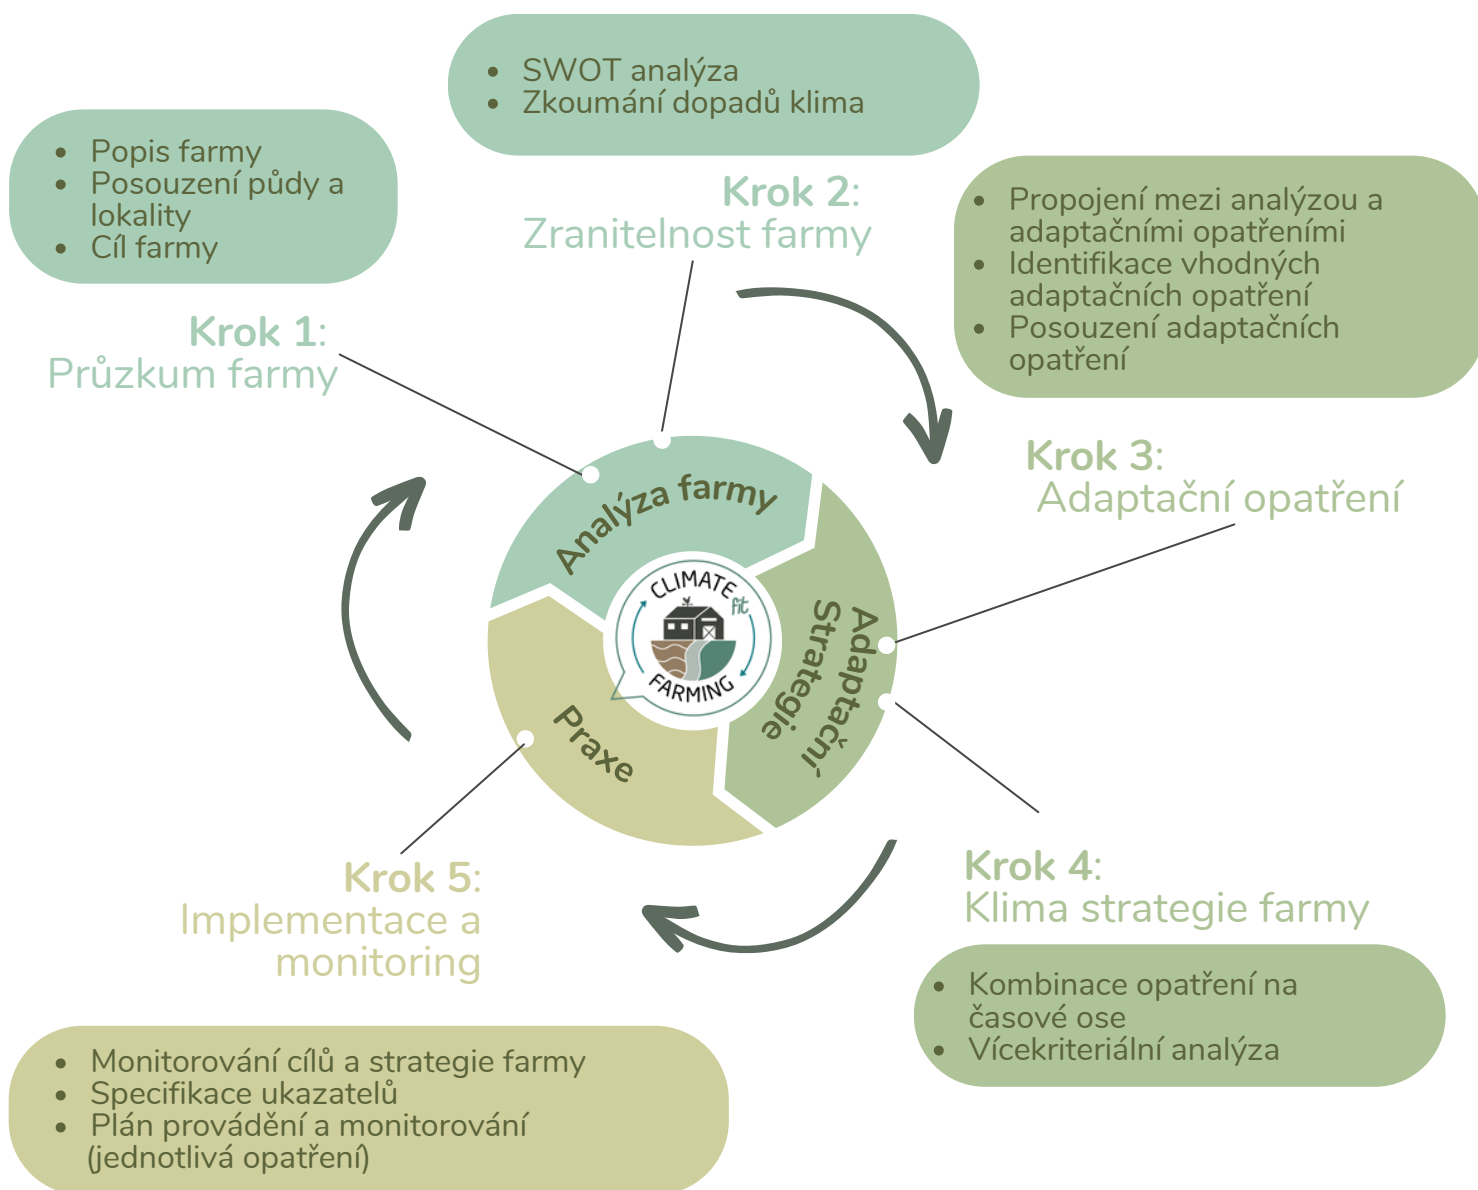 • Popis farmy
• Posouzení půdy a
lokality
• Cíl farmy
Krok 1:
Průzkum farmy
• SWOT analýza
• Zkoumání dopadů klima
Krok 2:
Zranitelnost farmy
• Propojení mezi analýzou a
adaptačními opatřeními
• Identifikace vhodných
adaptačních opatření
• Posouzení adaptačních
opatření
Krok 3:
Adaptační opatření
Analýza farmy
Adaptační
Strategie
Praxe
CLIMATE
fit
FARMING
Krok 4:
Klima strategie farmy
• Kombinace opatření na
časové ose
• Vícekriteriální analýza
Krok 5:
Implementace a
monitoring
• Monitorování cílů a strategie farmy
• Specifikace ukazatelů
• Plán provádění a monitorování
(jednotlivá opatření)